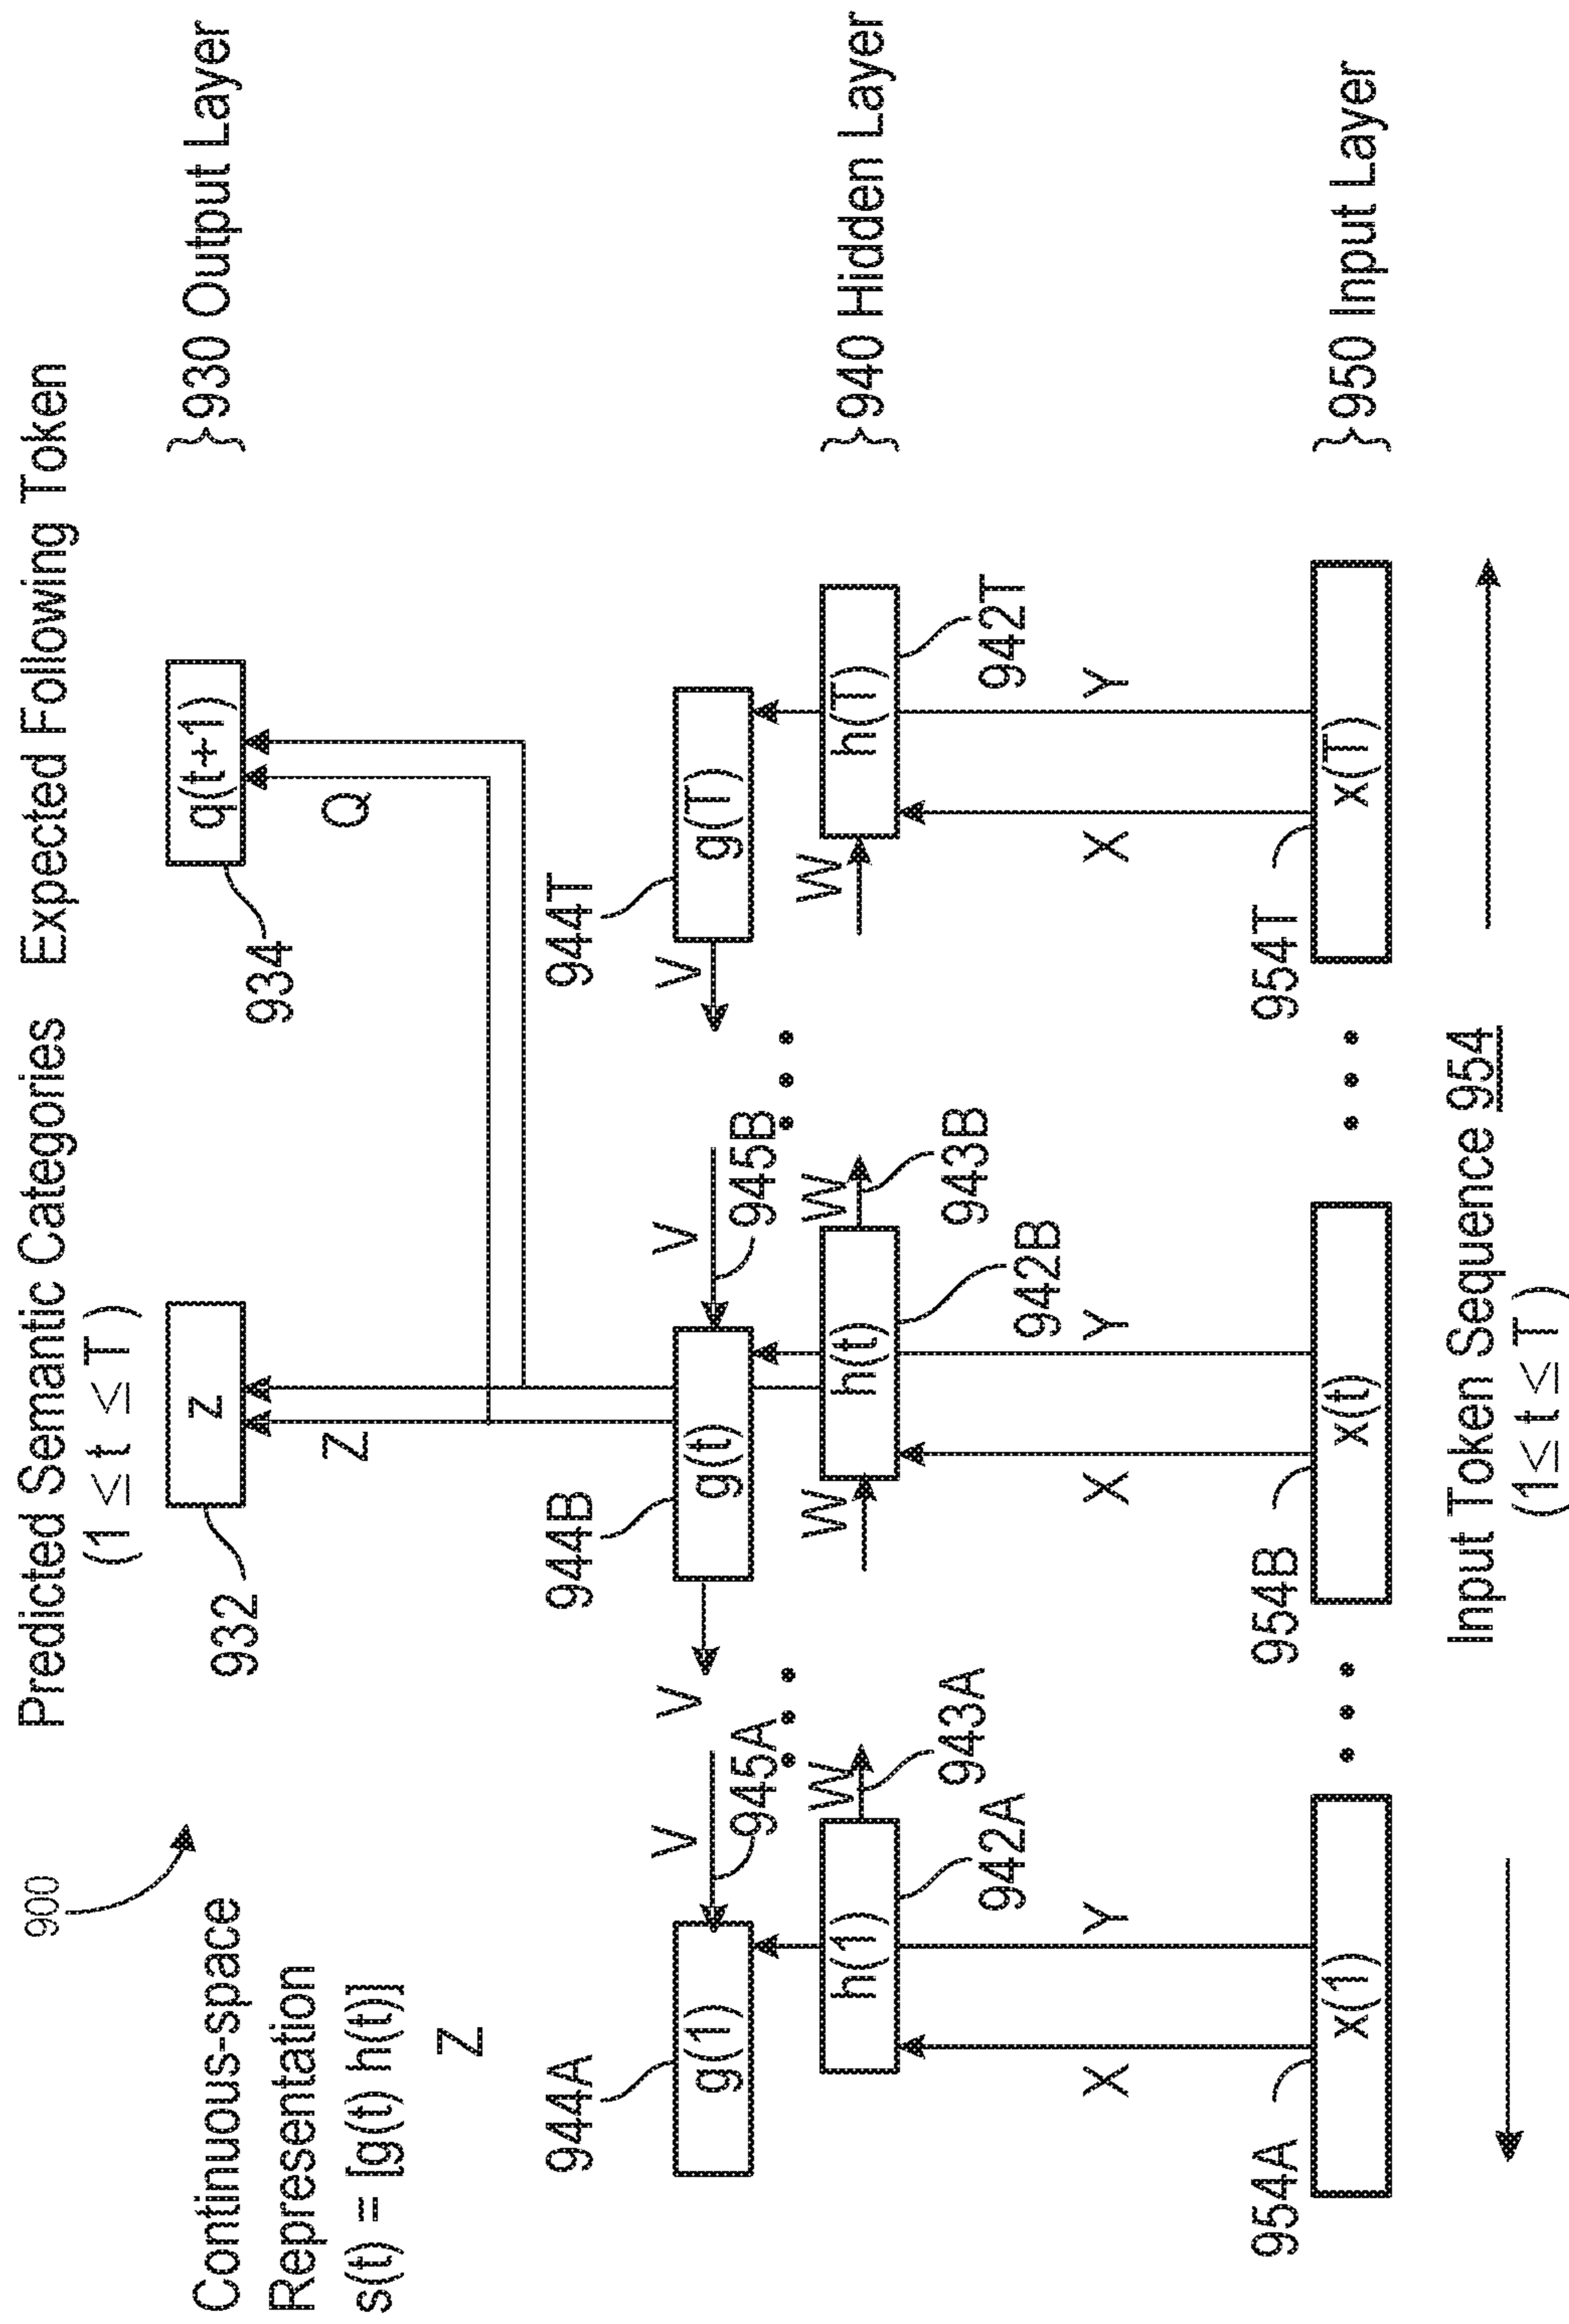 900
Predicted Semantic Categories
(1 ≤ t ≤ T )
Expected Following Token
Continuous-space
Representation
s(t) = [g(t) h(t)]
Z
932
z
934
q(t+1)
}930 Output Layer
Z
Q
944A
944B
944T
g(1)
V
945A
V
g(t)
V
945B
V
g(T)
• • •
• • •
h(1)
W
943A
W
h(t)
W
943B
W
h(T)
}940 Hidden Layer
942A
942B
942T
X
Y
X
Y
X
Y
954A
954B
954T
x(1)
• • •
x(t)
• • •
x(T)
}950 Input Layer
Input Token Sequence 954
(1≤ t ≤ T )